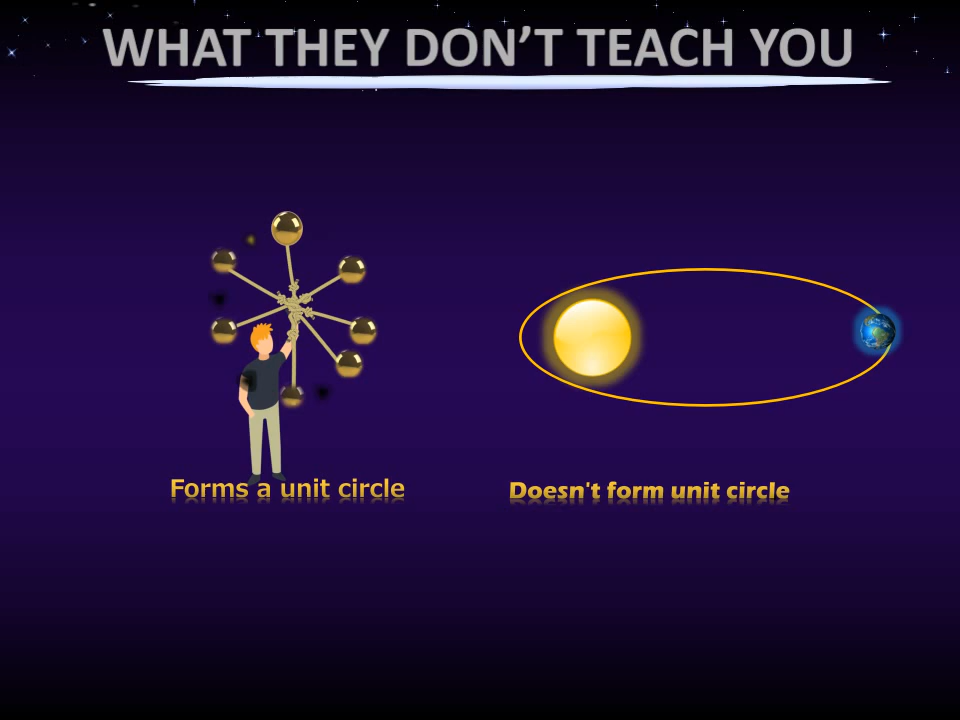 WHAT THEY DON’T TEACH YOU
Forms a unit circle
Doesn't form unit circle